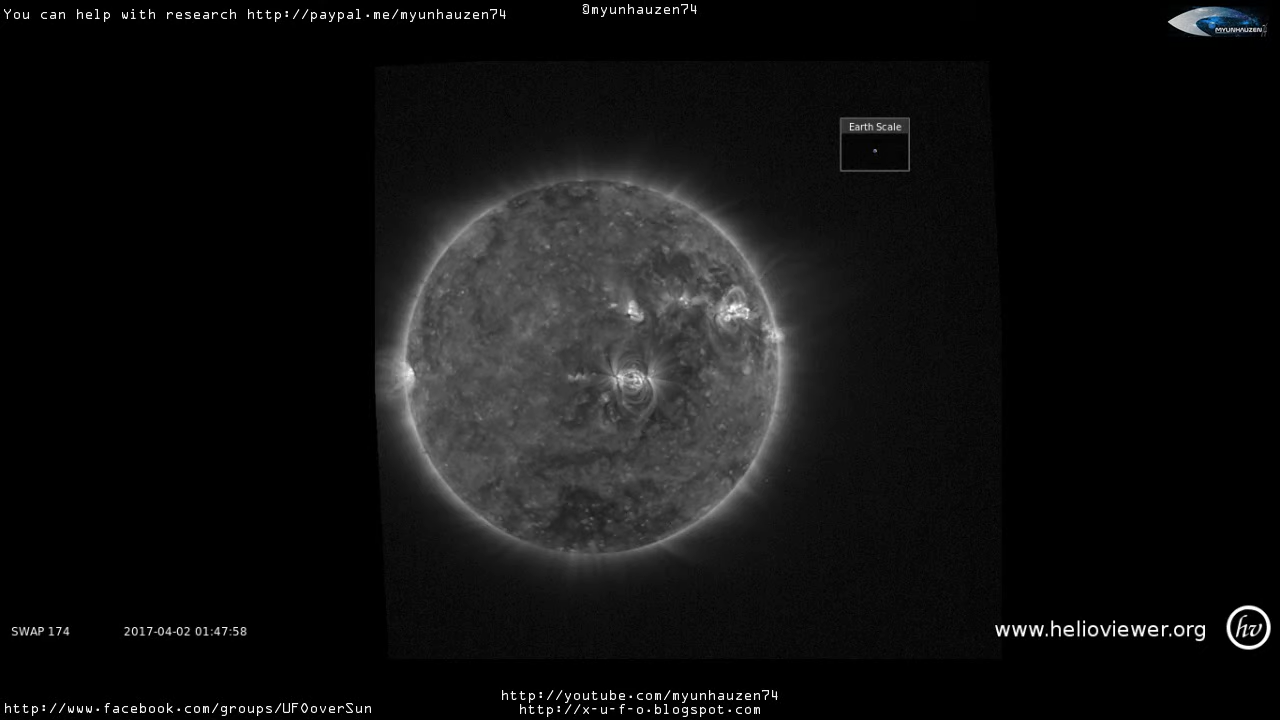 You can help with research http://paypal.me/myunhauzen74
@myunhauzen74
MYUNHAUZEN
Earth Scale
SWAP 174 2017-04-02 01:47:58
www.helioviewer.org
hv
http://youtube.com/myunhauzen74
http://www.facebook.com/groups/UFOoverSun
http://x-u-f-o.blogspot.com